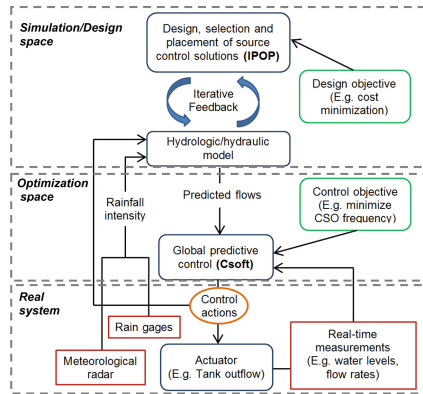 Simulation/Design
space
Design, selection and
placement of source
control solutions (IPOP)
Iterative
Feedback
Design objective
(E.g. cost
minimization)
Hydrologic/hydraulic
model
Optimization
space
Rainfall
intensity
Predicted flows
Control objective
(E.g. minimize
CSO frequency)
Global predictive
control (Csoft)
Real
system
Control
actions
Rain gages
Meteorological
radar
Actuator
(E.g. Tank outflow)
Real-time
measurements
(E.g. water levels,
flow rates)